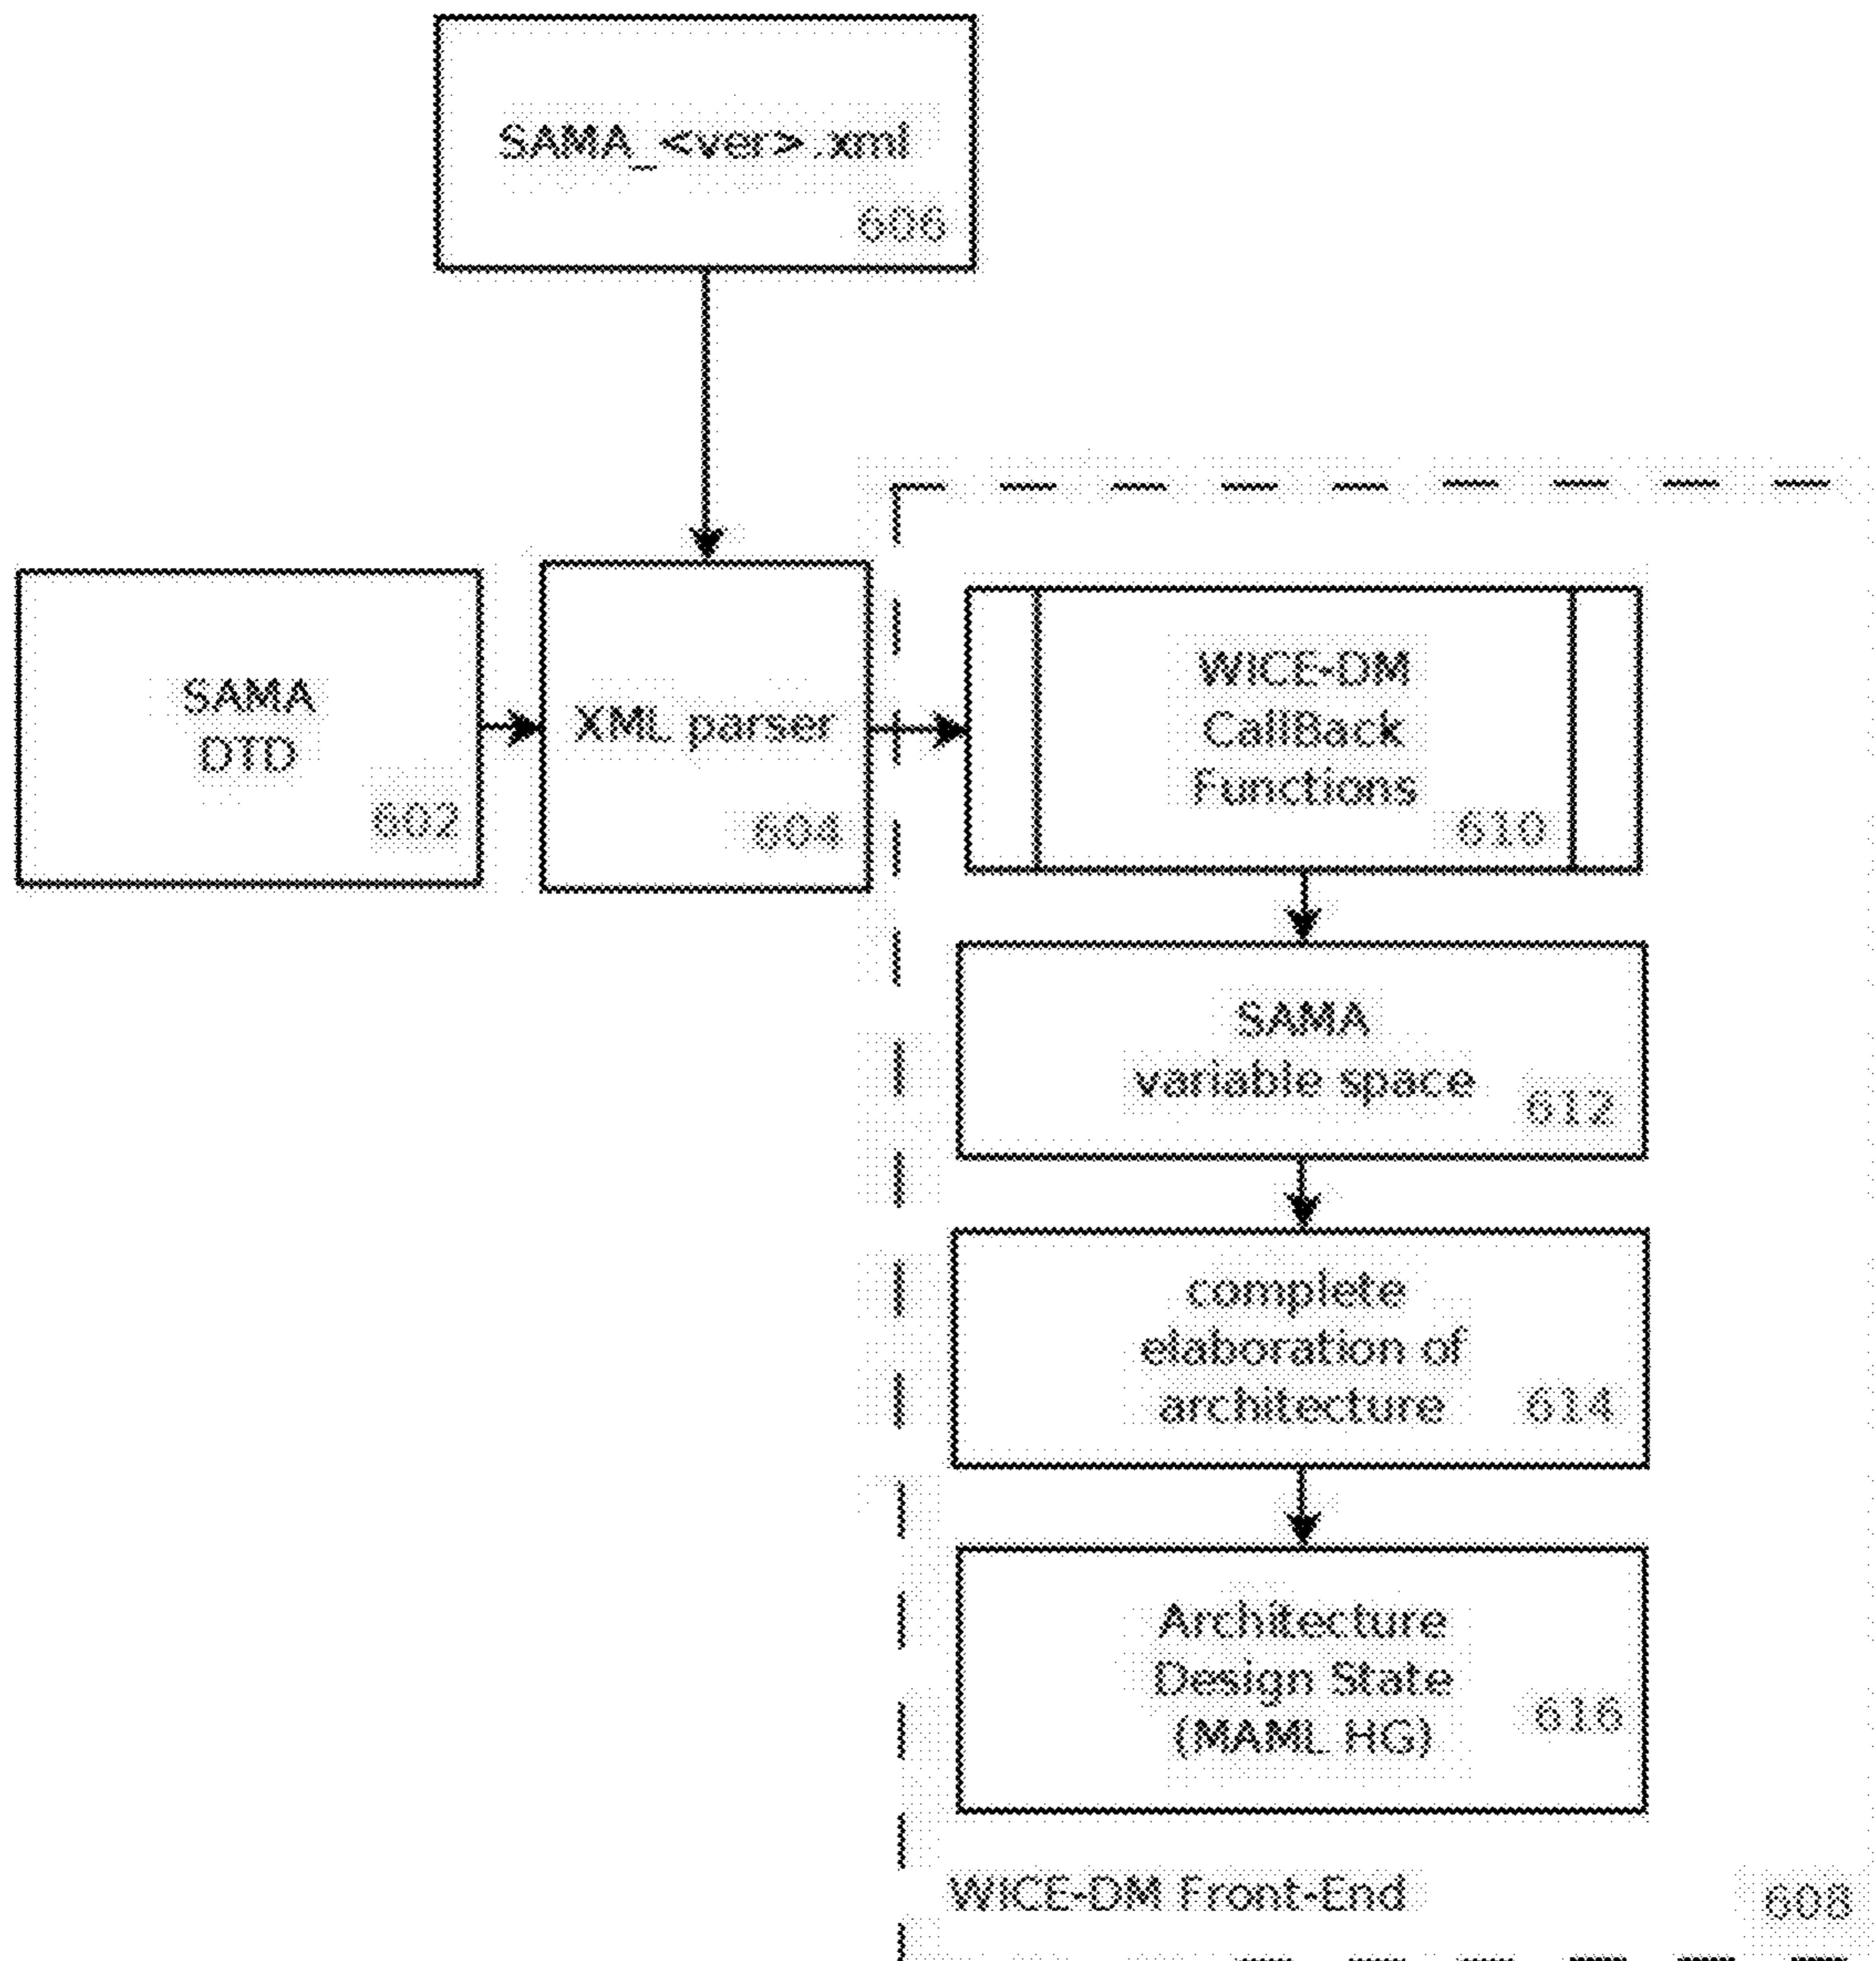 SAMA_<ver>.xml
606
SAMA
DTD
602
XML parser
604
WICE-DM
CallBack
Functions
610
SAMA
variable space
612
complete
elaboration of
architecture
614
Architecture
Design State
(MAML HG)
616
WICE-DM Front-End
608